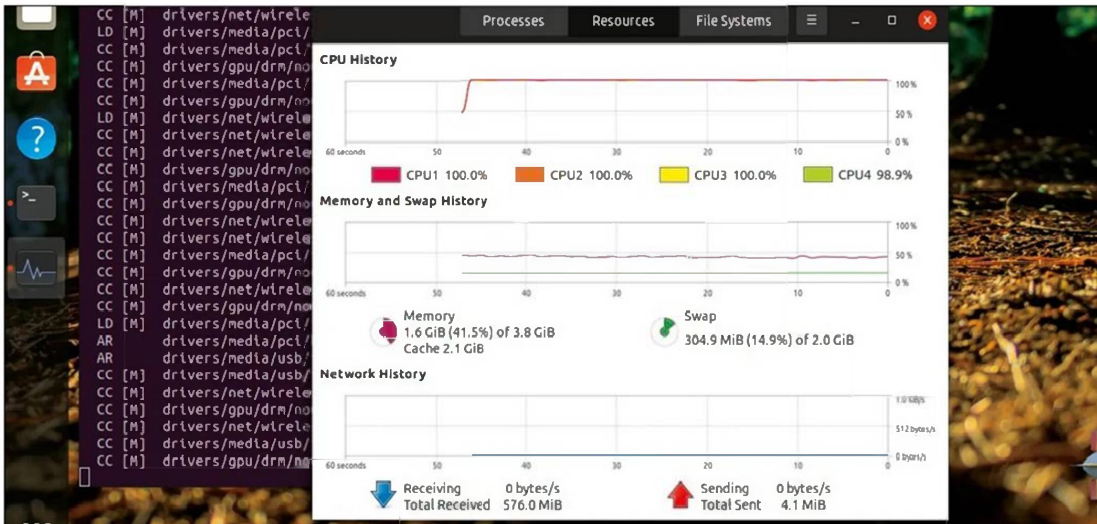 CC [M] drivers/net/wirele
LD [M] drivers/media/pci/
CC [M] drivers/media/pci/
CC [M] drivers/gpu/drm/no
CC [M] drivers/media/pci/
CC [M] drivers/gpu/drm/no
LD [M] drivers/net/wirele
CC [M] drivers/net/wirele
CC [M] drivers/net/wirele
CC [M] drivers/gpu/drm/no
CC [M] drivers/media/pci/
CC [M] drivers/gpu/drm/no
CC [M] drivers/net/wirele
CC [M] drivers/net/wirele
CC [M] drivers/media/pci/
CC [M] drivers/gpu/drm/no
CC [M] drivers/net/wirele
CC [M] drivers/gpu/drm/no
LD [M] drivers/media/pci/
AR drivers/media/pci/
AR drivers/media/usb/
CC [M] drivers/media/usb/
CC [M] drivers/net/wirele
CC [M] drivers/gpu/drm/no
CC [M] drivers/net/wirele
CC [M] drivers/media/usb/
CC [M] drivers/gpu/drm/no
Processes Resources File Systems
CPU History
100%
50%
0%
60 seconds 50 40 30 20 10 0
CPU1 100.0% CPU2 100.0% CPU3 100.0% CPU4 98.9%
Memory and Swap History
100%
50%
0%
60 seconds 50 40 30 20 10 0
Memory
1.6 GiB (41.5%) of 3.8 GiB
Cache 2.1 GiB
Swap
304.9 MiB (14.9%) of 2.0 GiB
Network History
1.0 KiB/s
512 bytes/s
0 bytes/s
60 seconds 50 40 30 20 10 0
Receiving 0 bytes/s
Total Received 576.0 MiB
Sending 0 bytes/s
Total Sent 4.1 MiB